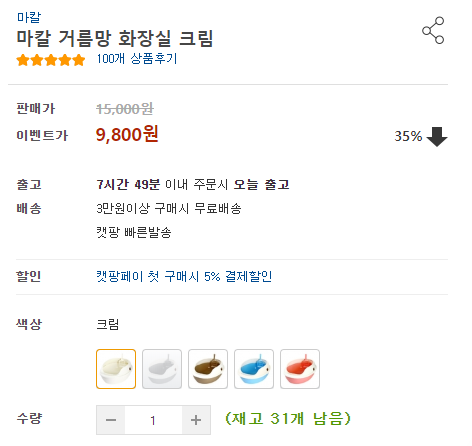 마칼
마칼 거름망 화장실 크림
100개 상품후기
판매가 15,000원
이벤트가 9,800원 35%
출고 7시간 49분 이내 주문시 오늘 출고
배송 3만원이상 구매시 무료배송
캣팡 빠른발송
할인 캣팡페이 첫 구매시 5% 결제할인
색상 크림
수량 − 1 + (재고 31개 남음)